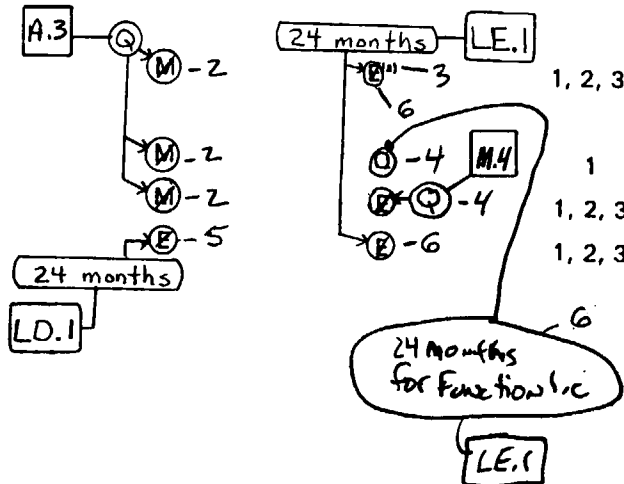 A.3
Q
24 months
LE.1
M - 2
E(a) - 3
1, 2, 3
6
M - 2
Q - 4
M.4
1
M - 2
E
Q - 4
1, 2, 3
E - 5
E - 6
1, 2, 3
24 months
LD.1
6
24 months
for Function 1.c
LE.1